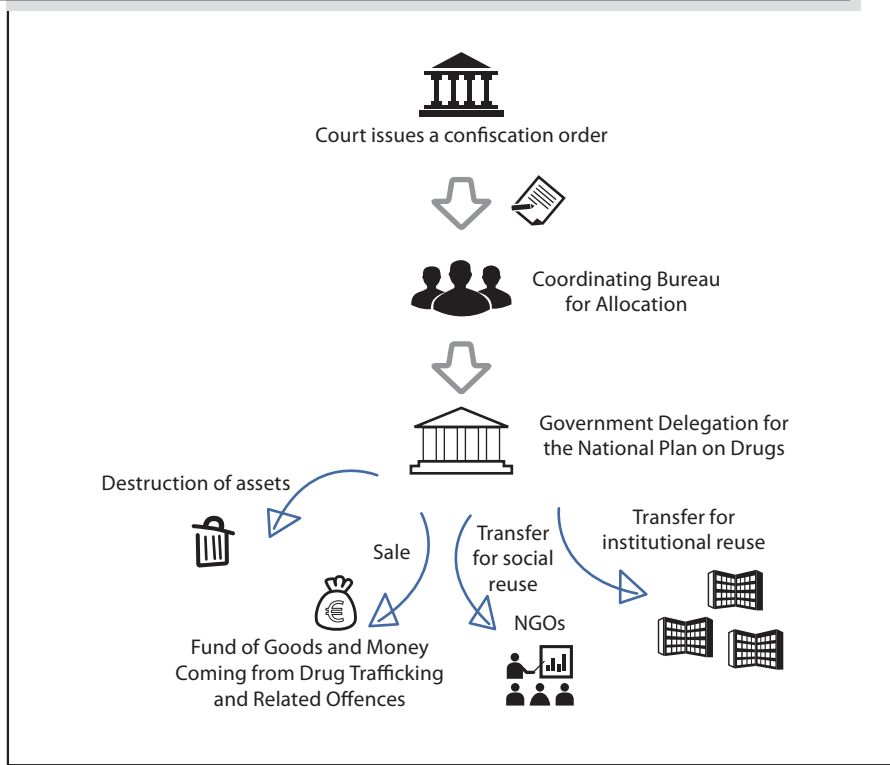 Court issues a confiscation order
Coordinating Bureau
for Allocation
Government Delegation for
the National Plan on Drugs
Destruction of assets
Sale
€
Fund of Goods and Money
Coming from Drug Trafficking
and Related Offences
Transfer
for social
reuse
NGOs
Transfer for
institutional reuse